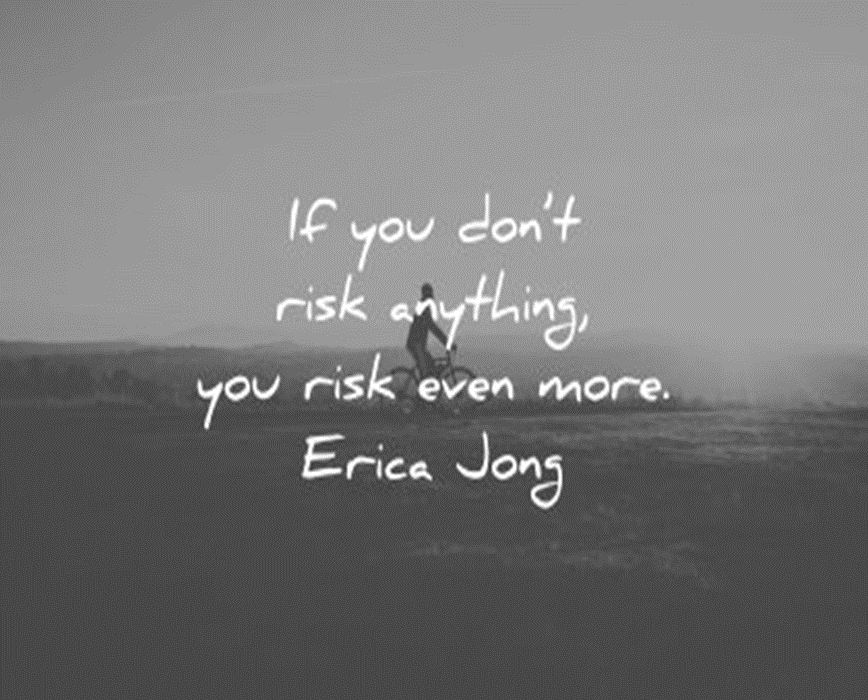 If you don't
risk anything,
you risk even more.
Erica Jong